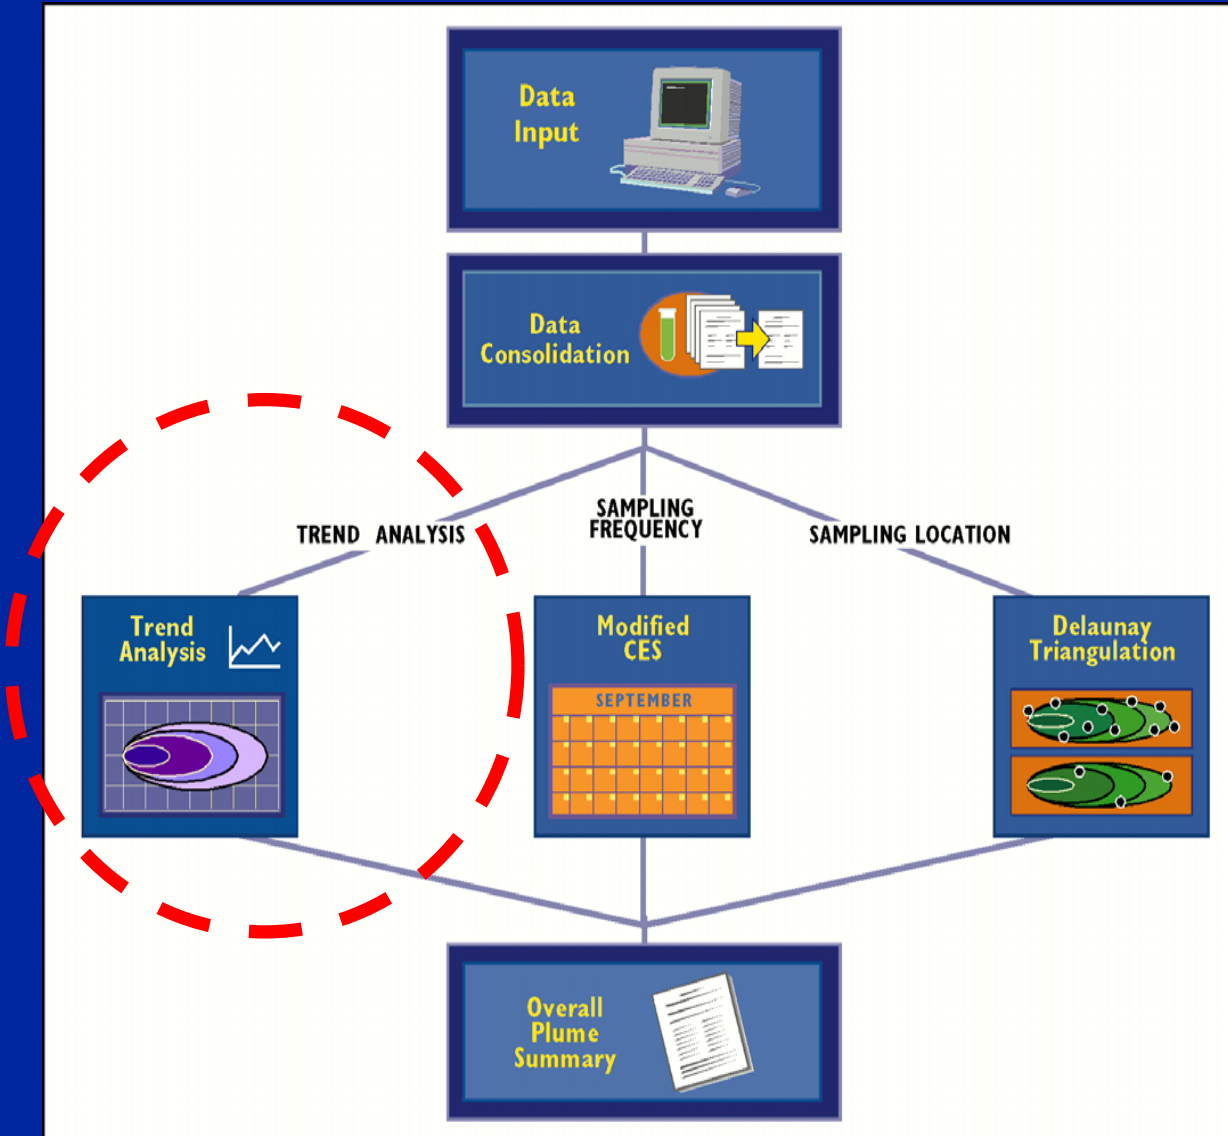 Data
Input
Data
Consolidation
TREND ANALYSIS
SAMPLING
FREQUENCY
SAMPLING LOCATION
Trend
Analysis
Modified
CES
SEPTEMBER
Delaunay
Triangulation
Overall
Plume
Summary